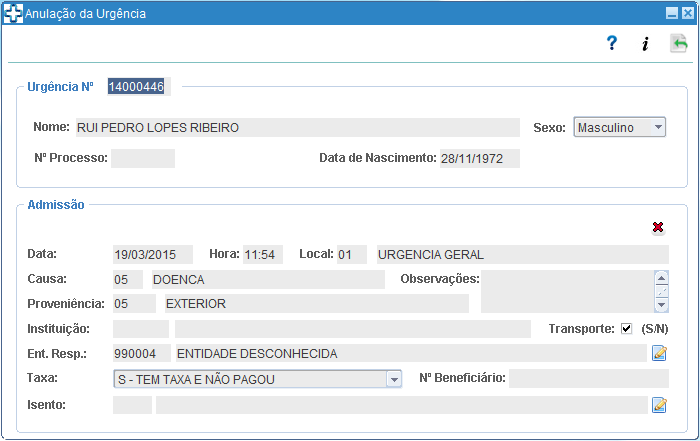 Anulação da Urgência
? i
Urgência Nº 14000446
Nome: RUI PEDRO LOPES RIBEIRO Sexo: Masculino
Nº Processo: Data de Nascimento: 28/11/1972
Admissão
Data: 19/03/2015 Hora: 11:54 Local: 01 URGENCIA GERAL
Causa: 05 DOENCA Observações:
Proveniência: 05 EXTERIOR
Instituição: Transporte: (S/N)
Ent. Resp.: 990004 ENTIDADE DESCONHECIDA
Taxa: S - TEM TAXA E NÃO PAGOU Nº Beneficiário:
Isento: